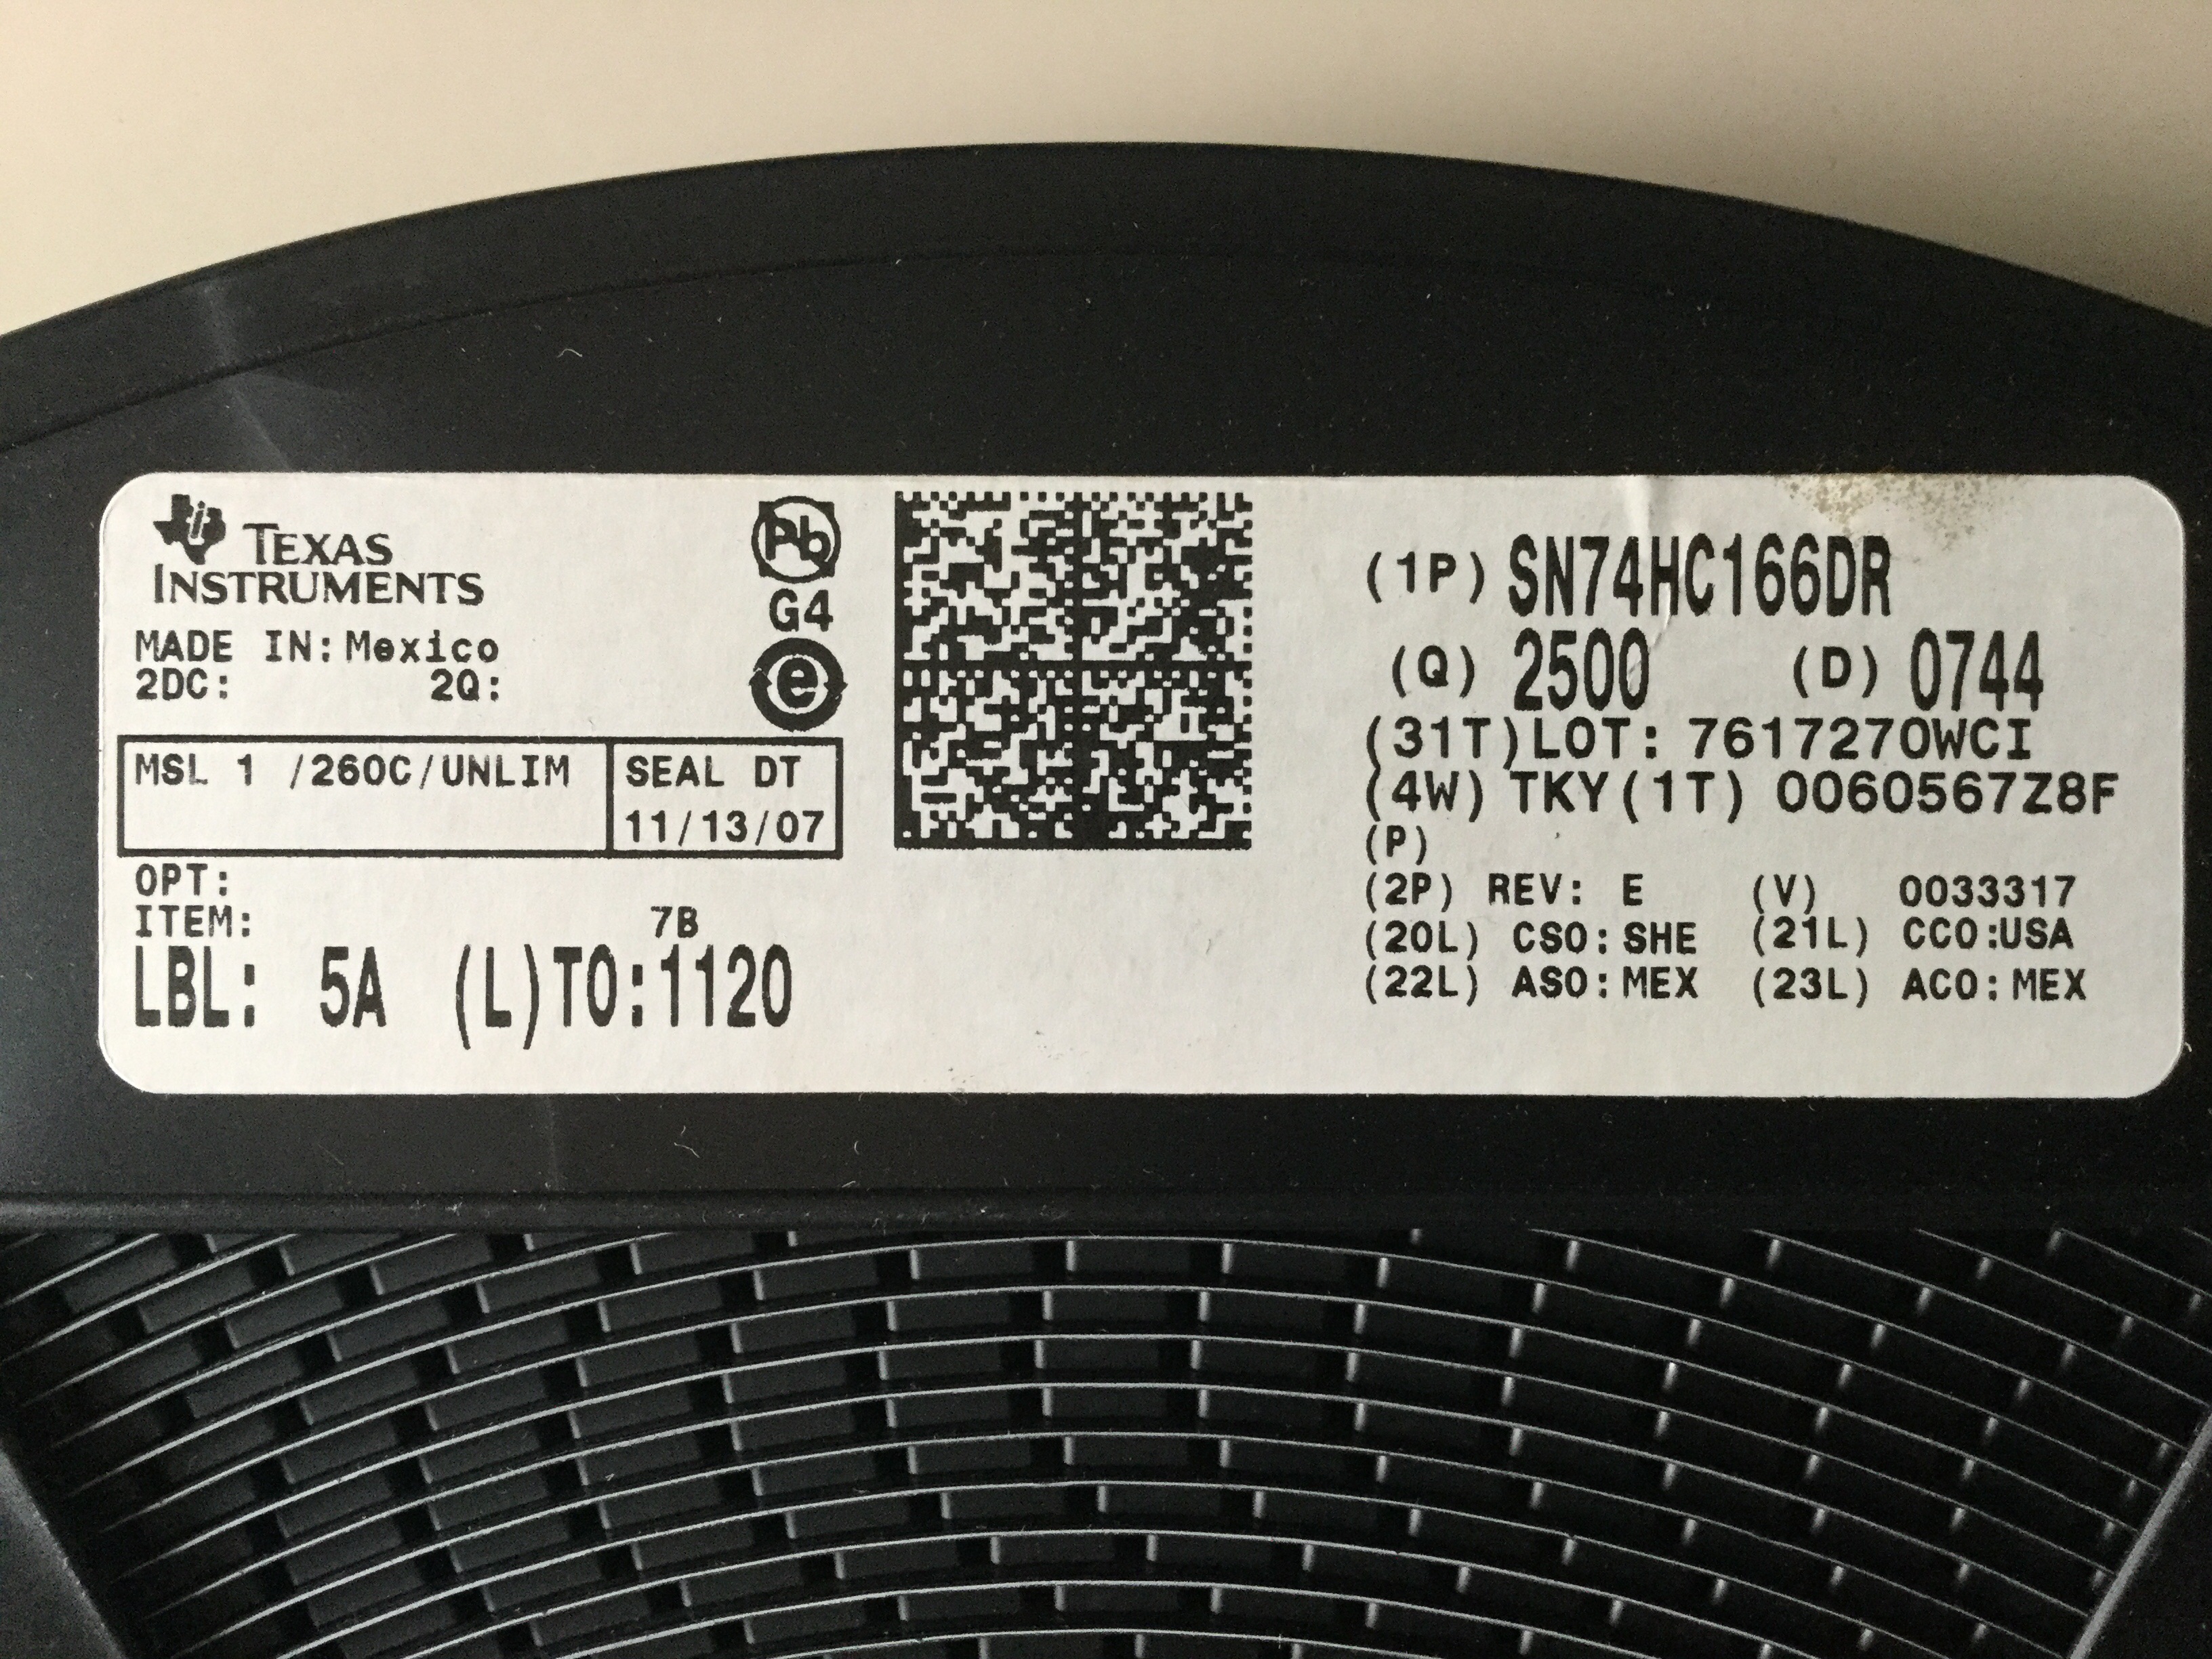 TEXAS
INSTRUMENTS
MADE IN: Mexico
2DC: 2Q:
MSL 1 /260C/UNLIM
SEAL DT
11/13/07
OPT:
ITEM: 7B
LBL: 5A (L)TO:1120
Pb
G4
e
(1P) SN74HC166DR
(Q) 2500 (D) 0744
(31T)LOT: 7617270WCI
(4W) TKY(1T) 0060567Z8F
(P)
(2P) REV: E (V) 0033317
(20L) CSO:SHE (21L) CCO:USA
(22L) ASO:MEX (23L) ACO:MEX